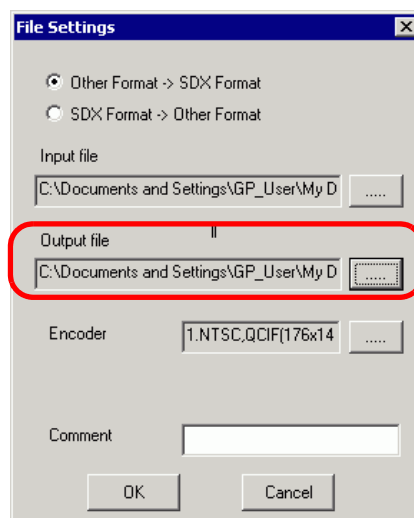 File Settings
Other Format -> SDX Format
SDX Format -> Other Format
Input file
C:\Documents and Settings\GP_User\My D
.....
Output file
C:\Documents and Settings\GP_User\My D
.....
Encoder
1.NTSC,QCIF(176x14
.....
Comment
OK
Cancel